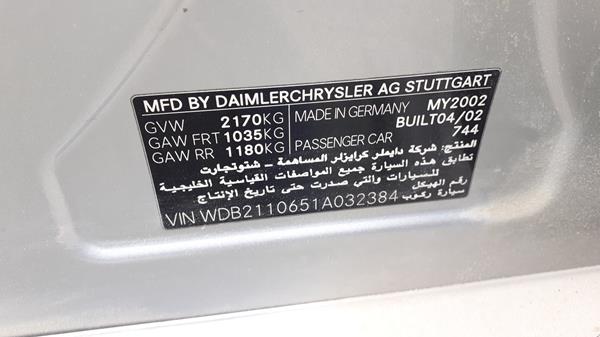 MFD BY DAIMLERCHRYSLER AG STUTTGART
GVW 2170KG MADE IN GERMANY MY2002
GAW FRT 1035KG BUILT04/02
GAW RR 1180KG PASSENGER CAR 744
المنتج: شركة دايملر كرايزلر المساهمة – شتوتجارت
تطابق هذه السيارة جميع المواصفات القياسية الخليجية
للسيارات والتي صدرت حتى تاريخ الإنتاج
رقم الهيكل
VIN WDB2110651A032384 سيارة ركوب